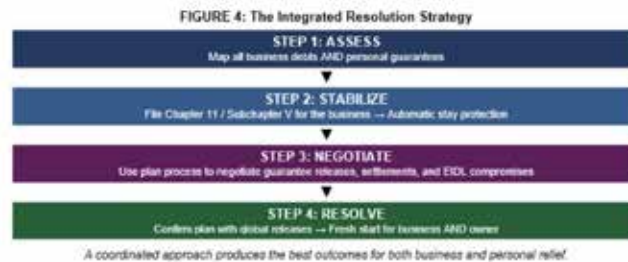 FIGURE 4: The Integrated Resolution Strategy
STEP 1: ASSESS
Map all business debts AND personal guarantees
STEP 2: STABILIZE
File Chapter 11 / Subchapter V for the business → Automatic stay protection
STEP 3: NEGOTIATE
Use plan process to negotiate guarantee releases, settlements, and EIDL compromises
STEP 4: RESOLVE
Confirm plan with global releases → Fresh start for business AND owner
A coordinated approach produces the best outcomes for both business and personal relief.